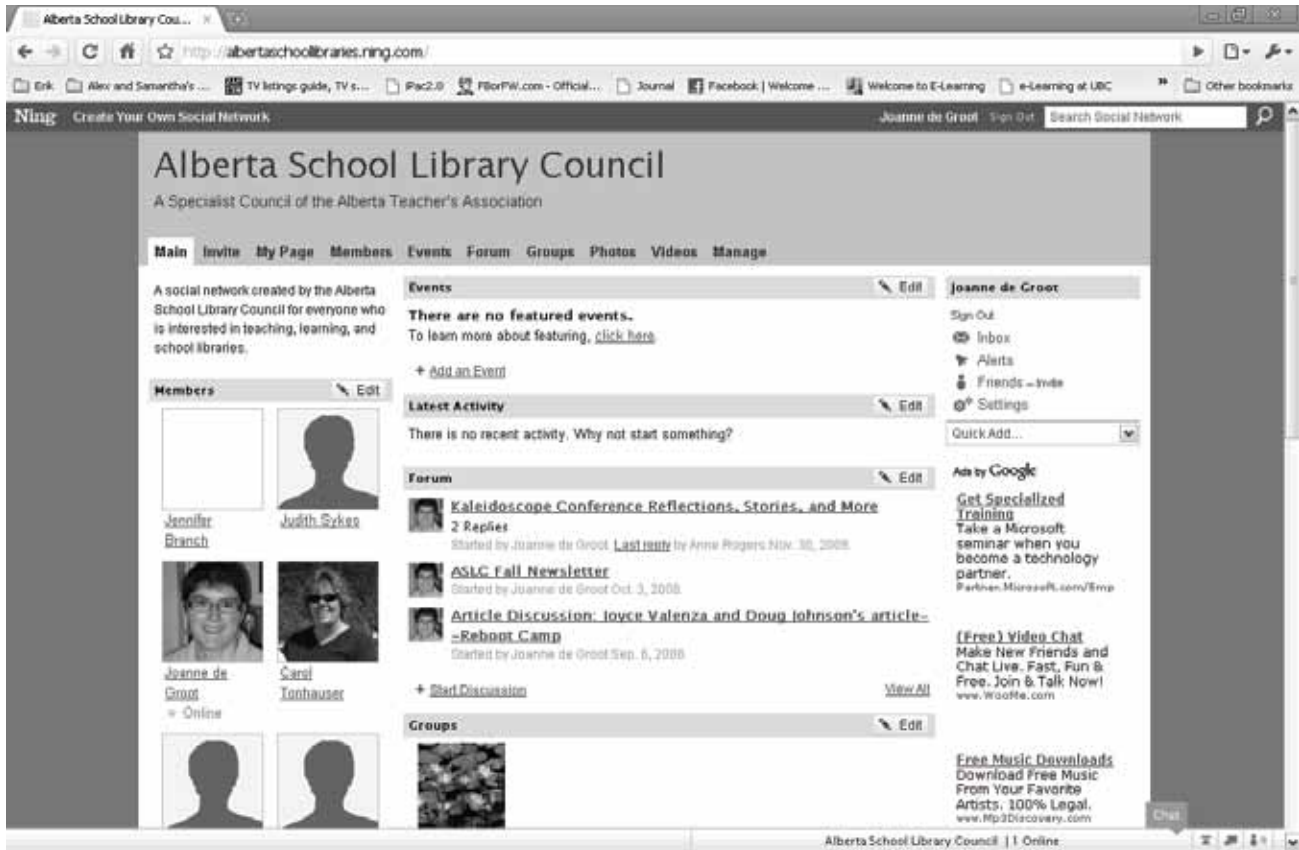 Alberta School Library Cou... ×
http://albertaschoollibraries.ning.com/
Erik Alex and Samantha's ... TV listings guide, TV s... iPac2.0 FBorFW.com - Official... Journal Facebook | Welcome ... Welcome to E-Learning e-Learning at UBC » Other bookmarks
Ning Create Your Own Social Network Joanne de Groot Sign Out Search Social Network
Alberta School Library Council
A Specialist Council of the Alberta Teacher's Association
Main Invite My Page Members Events Forum Groups Photos Videos Manage
A social network created by the Alberta
School Library Council for everyone who
is interested in teaching, learning, and
school libraries.
Members Edit
Jennifer
Branch
Judith Sykes
Joanne de
Groot
Online
Carol
Tonhauser
Events Edit
There are no featured events.
To learn more about featuring, click here.
+ Add an Event
Latest Activity Edit
There is no recent activity. Why not start something?
Forum Edit
Kaleidoscope Conference Reflections, Stories, and More
2 Replies
Started by Joanne de Groot. Last reply by Anne Rogers Nov. 30, 2008.
ASLC Fall Newsletter
Started by Joanne de Groot Oct. 3, 2008.
Article Discussion: Joyce Valenza and Doug Johnson's article-
-Reboot Camp
Started by Joanne de Groot Sep. 6, 2008.
+ Start Discussion View All
Groups Edit
Joanne de Groot
Sign Out
Inbox
Alerts
Friends – Invite
Settings
Quick Add...
Ads by Google
Get Specialized
Training
Take a Microsoft
seminar when you
become a technology
partner.
Partner.Microsoft.com/Emp
(Free) Video Chat
Make New Friends and
Chat Live. Fast, Fun &
Free. Join & Talk Now!
www.WooMe.com
Free Music Downloads
Download Free Music
From Your Favorite
Artists. 100% Legal.
www.Mp3Discovery.com
Chat
Alberta School Library Council | 1 Online